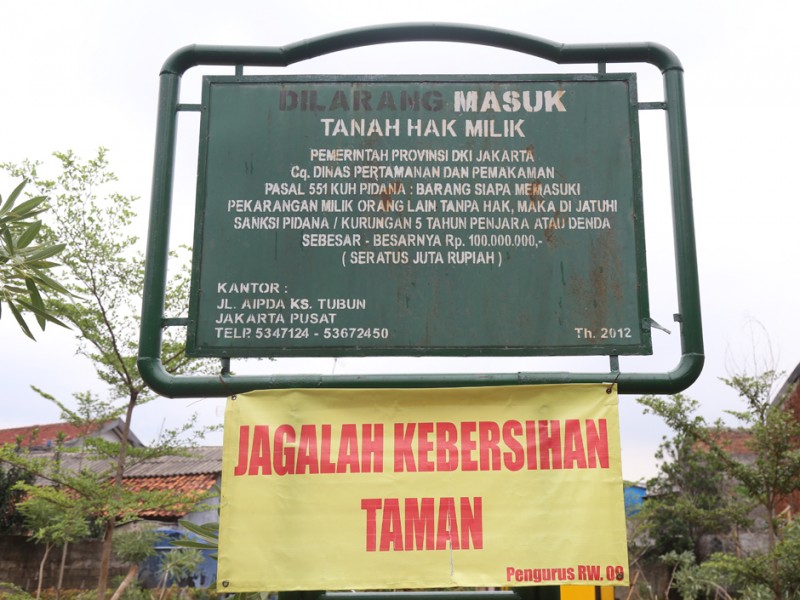 DILARANG MASUK
TANAH HAK MILIK
PEMERINTAH PROVINSI DKI JAKARTA
Cq. DINAS PERTAMANAN DAN PEMAKAMAN
PASAL 551 KUH PIDANA : BARANG SIAPA MEMASUKI
PEKARANGAN MILIK ORANG LAIN TANPA HAK, MAKA DI JATUHI
SANKSI PIDANA / KURUNGAN 5 TAHUN PENJARA ATAU DENDA
SEBESAR - BESARNYA Rp. 100.000.000,-
( SERATUS JUTA RUPIAH )
KANTOR :
JL. AIPDA KS. TUBUN
JAKARTA PUSAT
TELP. 5347124 - 53672450
Th. 2012
JAGALAH KEBERSIHAN
TAMAN
Pengurus RW. 09